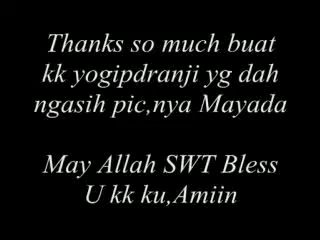 Thanks so much buat
kk yogipdranji yg dah
ngasih pic,nya Mayada
May Allah SWT Bless
U kk ku,Amiin